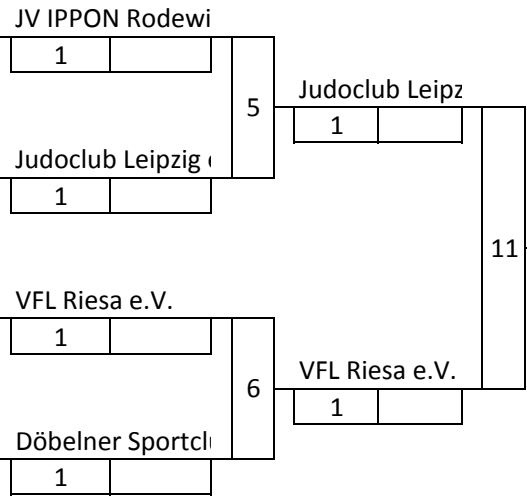 JV IPPON Rodewi
1
5
Judoclub Leipz
1
Judoclub Leipzig
1
11
VFL Riesa e.V.
1
6
VFL Riesa e.V.
1
Döbelner Sportcl
1